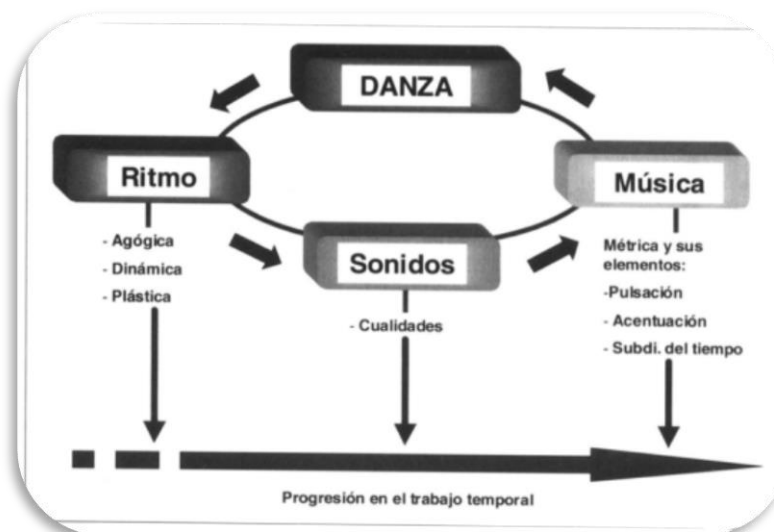 DANZA
Ritmo
Música
Sonidos
- Agógica
- Dinámica
- Plástica
- Cualidades
Métrica y sus
elementos:
-Pulsación
- Acentuación
- Subdi. del tiempo
Progresión en el trabajo temporal